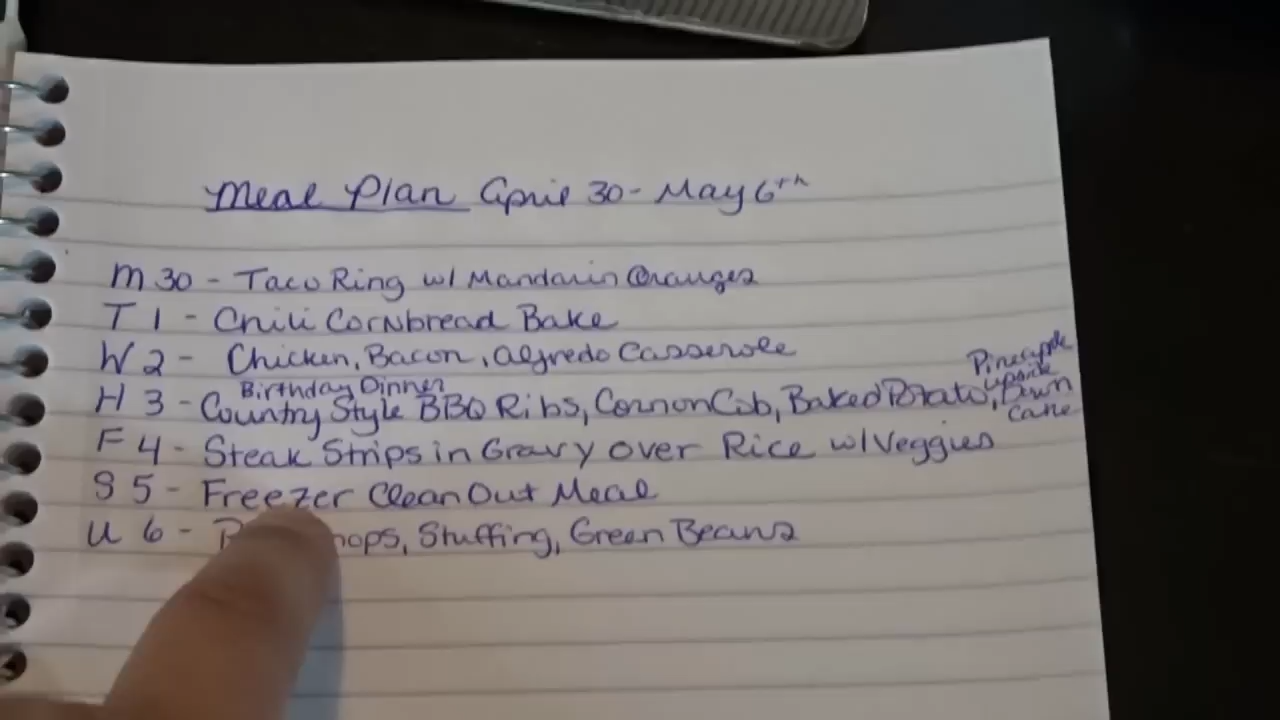 Meal Plan April 30 - May 6th
M 30 - Taco Ring w/ Mandarin Oranges
T 1 - Chili Cornbread Bake
W 2 - Chicken, Bacon, Alfredo Casserole
Birthday Dinner
H 3 - Country Style BBQ Ribs, Corn on Cob, Baked Potato, Pineapple upside Down Cake
F 4 - Steak Strips in Gravy over Rice w/ Veggies
S 5 - Freezer Clean Out Meal
U 6 - Stuffing, Green Beans